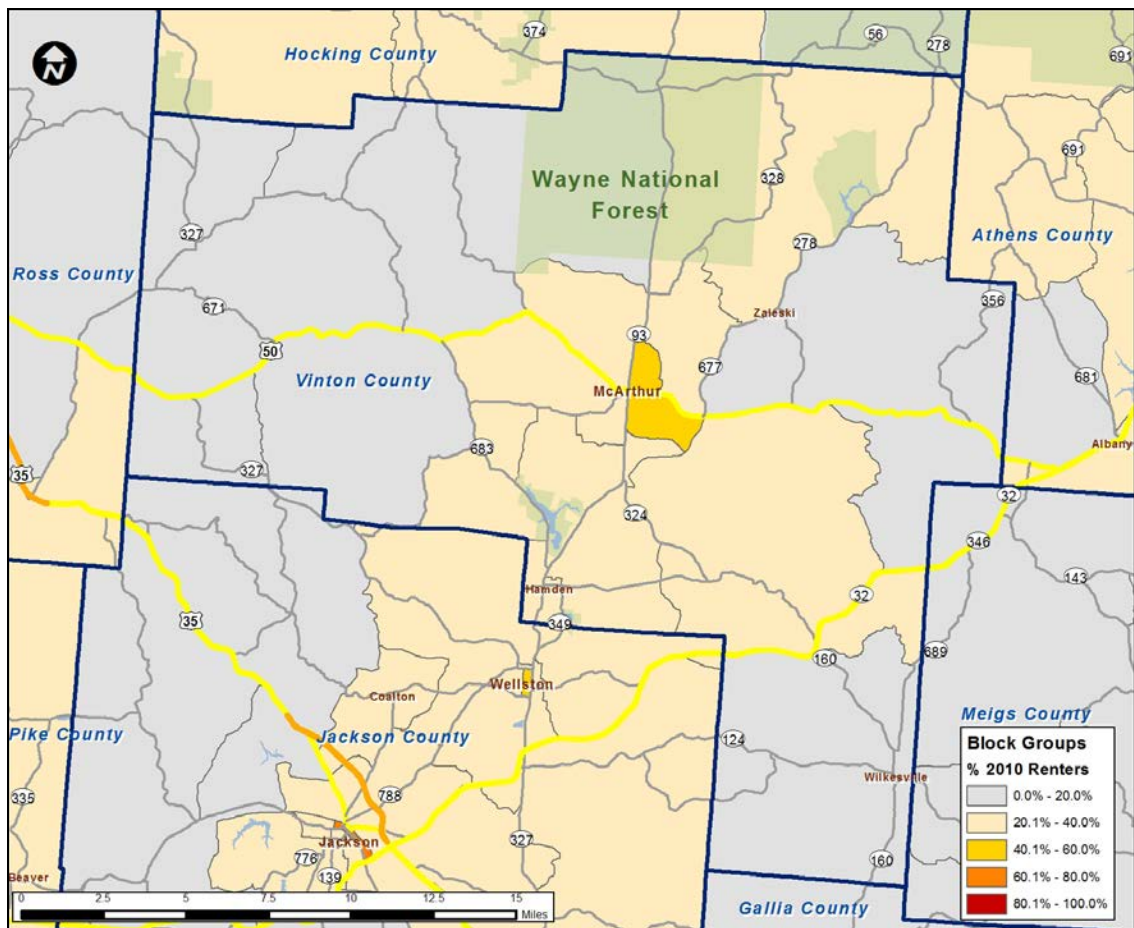 374
56
278
691
N
Hocking County
Wayne National
Forest
328
691
327
278
Athens County
Ross County
671
356
Zaleski
93
50
677
Vinton County
McArthur
681
683
Albany
327
35
32
324
346
143
Hamden
32
35
349
160
689
Wellston
Coalton
Pike County
Jackson County
124
Meigs County
Wilkesville
335
788
Jackson
327
776
160
Beaver
139
Gallia County
0 2.5 5 10 12.5 15
Miles
Block Groups
% 2010 Renters
0.0% - 20.0%
20.1% - 40.0%
40.1% - 60.0%
60.1% - 80.0%
80.1% - 100.0%